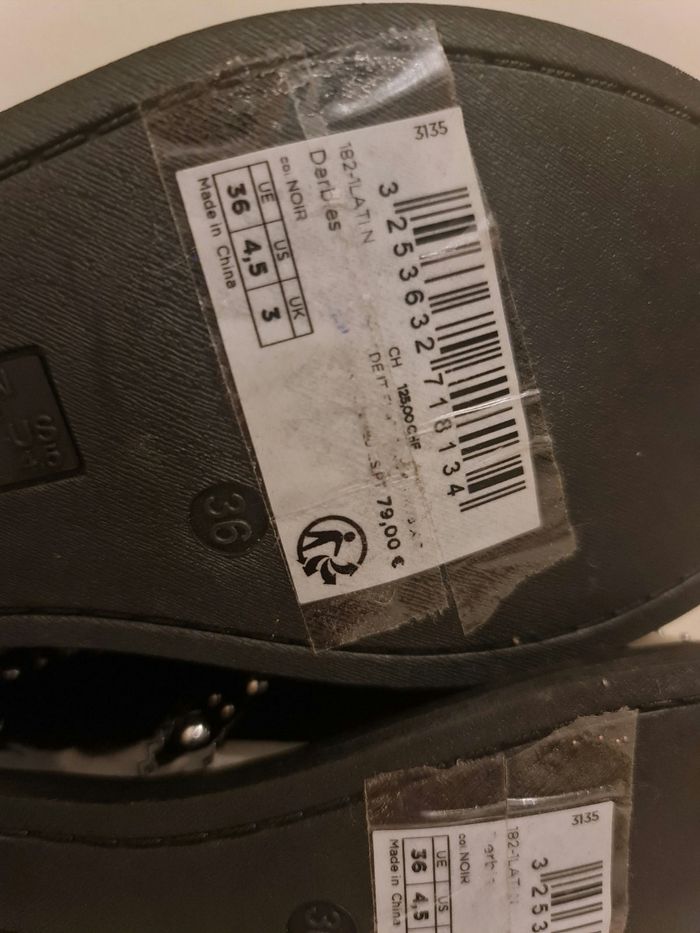 3135
3 253632 718134
182-1LATIN
Derbies
col. NOIR
UE US UK
36 4,5 3
Made in China
CH 125,00 CHF
79,00 €
36
3135
3 253
182-1LATIN
col. NOIR
UE US
36 4,5
Made in China